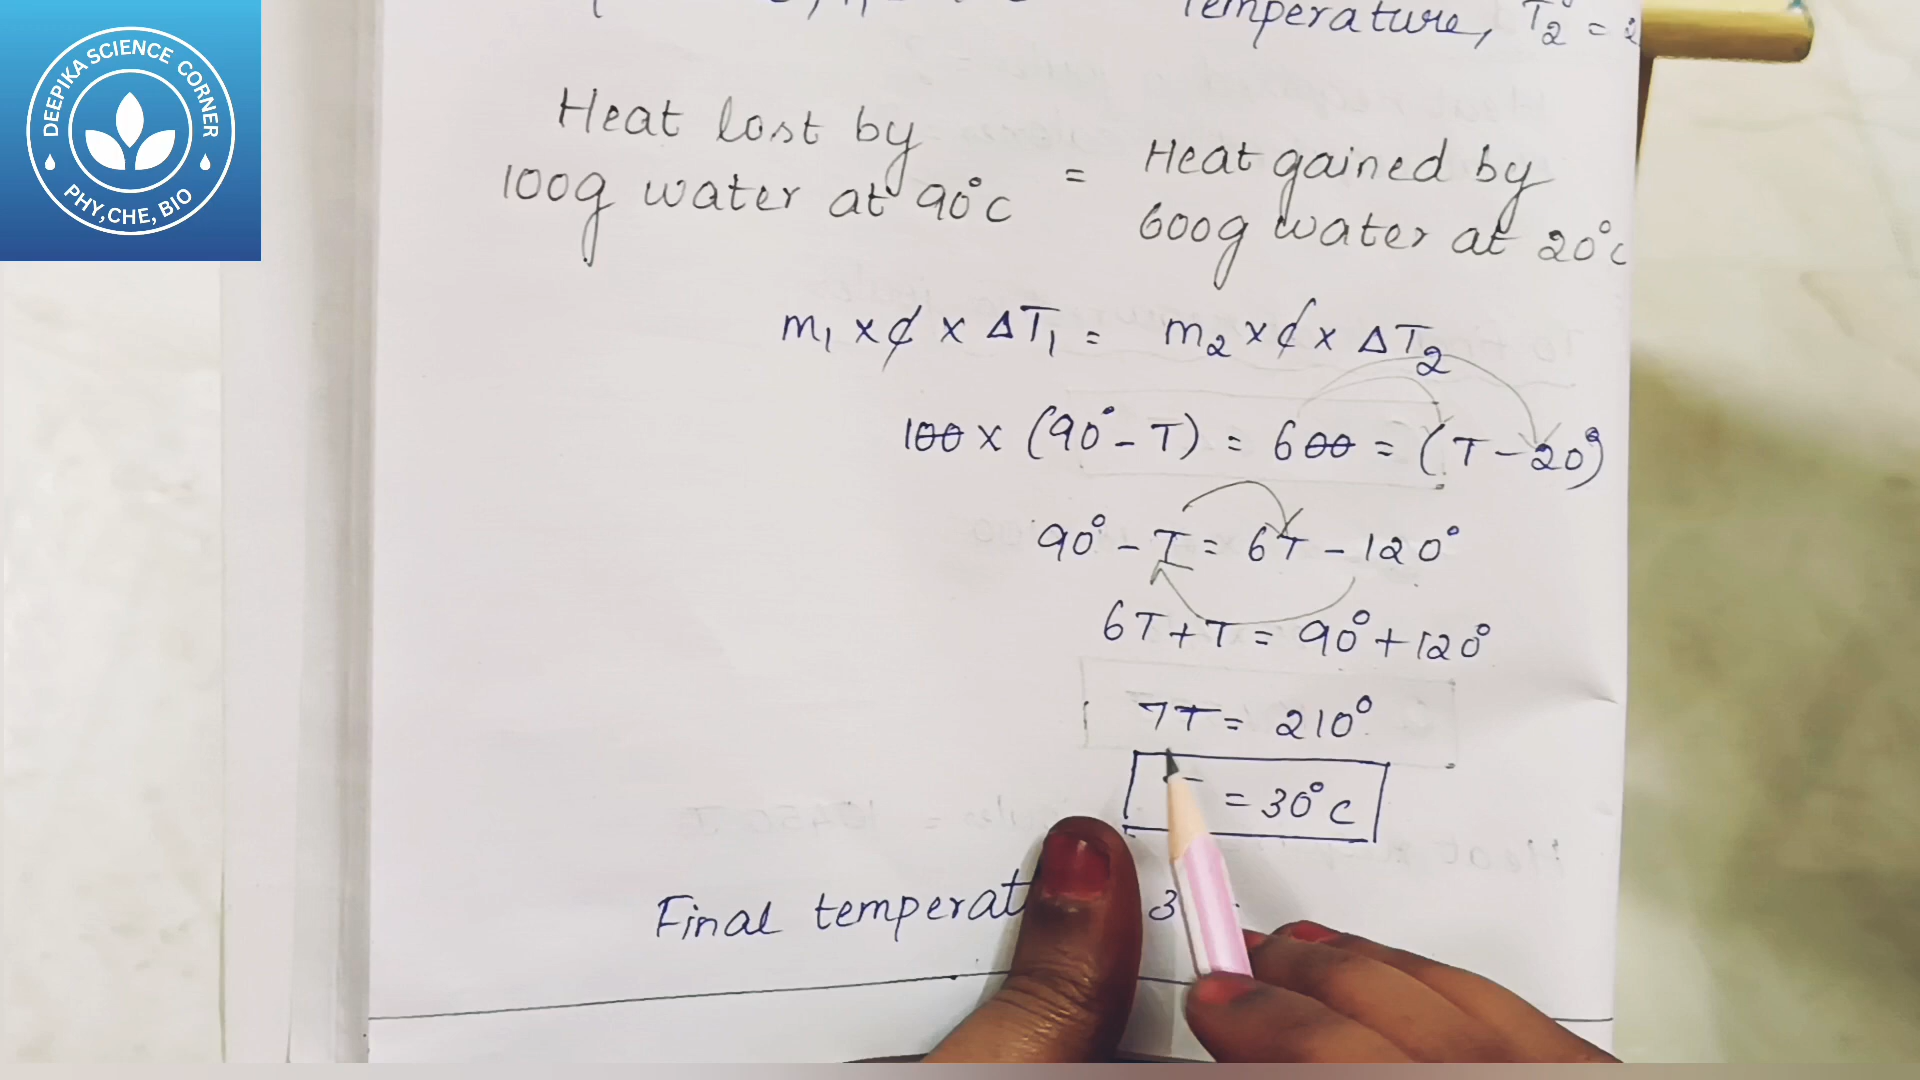 DEEPIKA SCIENCE CORNER
PHY,CHE, BIO
Temperature, T₂° = 2
Heat lost by
100g water at 90°C
=
Heat gained by
600g water at 20°C
m₁ × c × ΔT₁ = m₂ × c × ΔT₂
100 × (90° - T) = 600 = (T - 20°)
90° - T = 6T - 120°
6T + T = 90° + 120°
7T = 210°
= 30°C
Final temperat 3